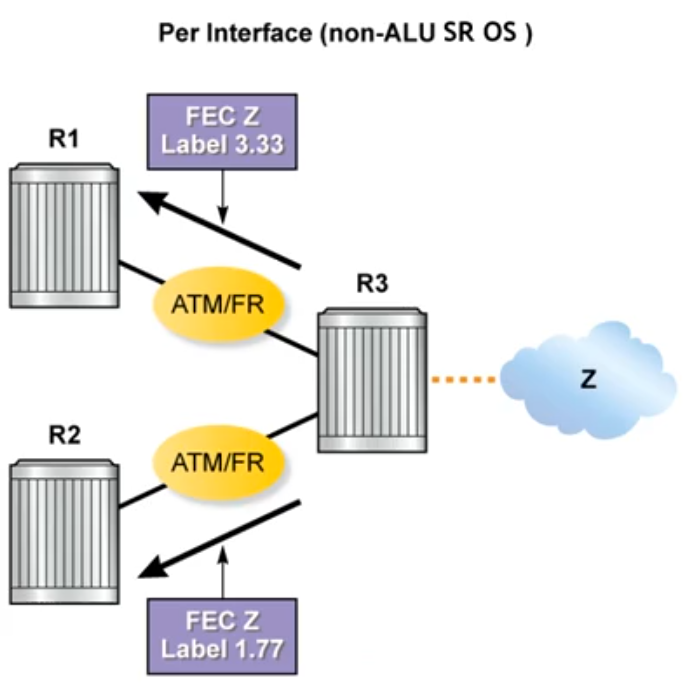 Per Interface (non-ALU SR OS )
FEC Z
Label 3.33
R1
ATM/FR
R3
Z
R2
ATM/FR
FEC Z
Label 1.77